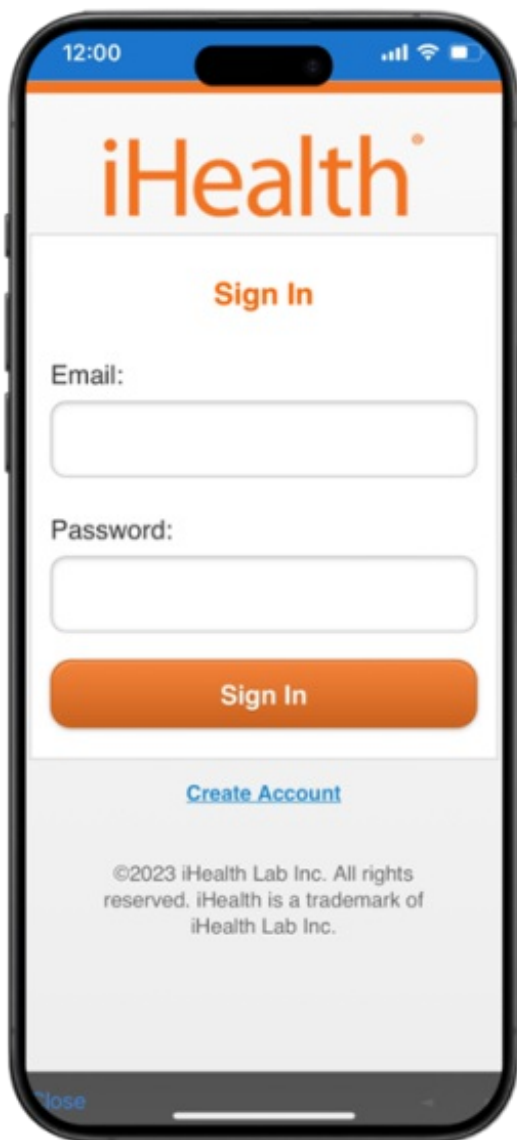 12:00
iHealth®
Sign In
Email:
Password:
Sign In
Create Account
©2023 iHealth Lab Inc. All rights
reserved. iHealth is a trademark of
iHealth Lab Inc.
Close